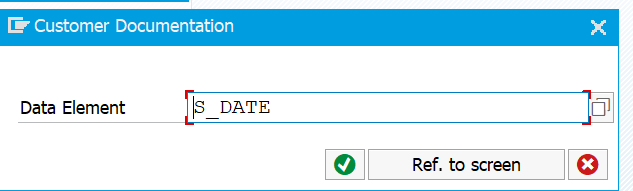 Customer Documentation
Data Element S_DATE
Ref. to screen